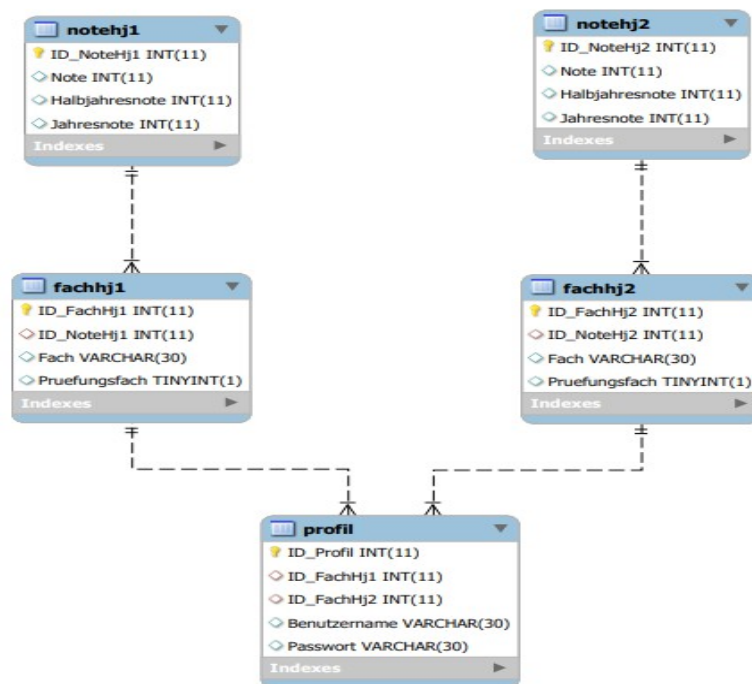 notehj1
ID_NoteHj1 INT(11)
Note INT(11)
Halbjahresnote INT(11)
Jahresnote INT(11)
Indexes
notehj2
ID_NoteHj2 INT(11)
Note INT(11)
Halbjahresnote INT(11)
Jahresnote INT(11)
Indexes
fachhj1
ID_FachHj1 INT(11)
ID_NoteHj1 INT(11)
Fach VARCHAR(30)
Pruefungsfach TINYINT(1)
Indexes
fachhj2
ID_FachHj2 INT(11)
ID_NoteHj2 INT(11)
Fach VARCHAR(30)
Pruefungsfach TINYINT(1)
Indexes
profil
ID_Profil INT(11)
ID_FachHj1 INT(11)
ID_FachHj2 INT(11)
Benutzername VARCHAR(30)
Passwort VARCHAR(30)
Indexes